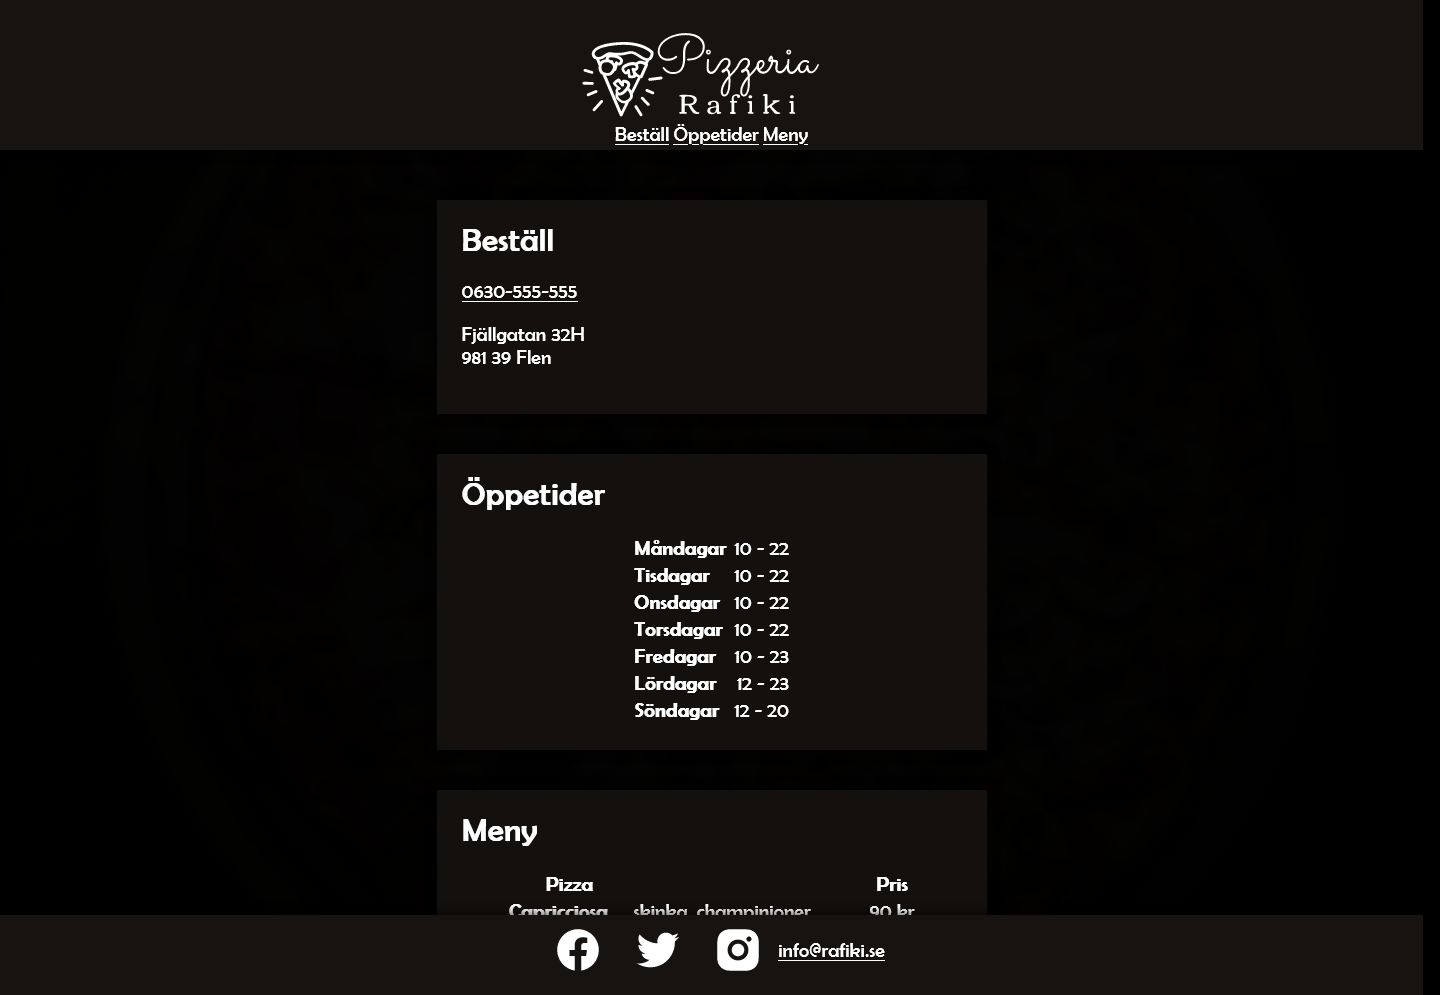 Pizzeria
Rafiki
Beställ Öppetider Meny
Beställ
0630-555-555
Fjällgatan 32H
981 39 Flen
Öppetider
Måndagar 10 - 22
Tisdagar 10 - 22
Onsdagar 10 - 22
Torsdagar 10 - 22
Fredagar 10 - 23
Lördagar 12 - 23
Söndagar 12 - 20
Meny
Pizza Pris
Capricciosa skinka, champinjoner 90 kr
info@rafiki.se